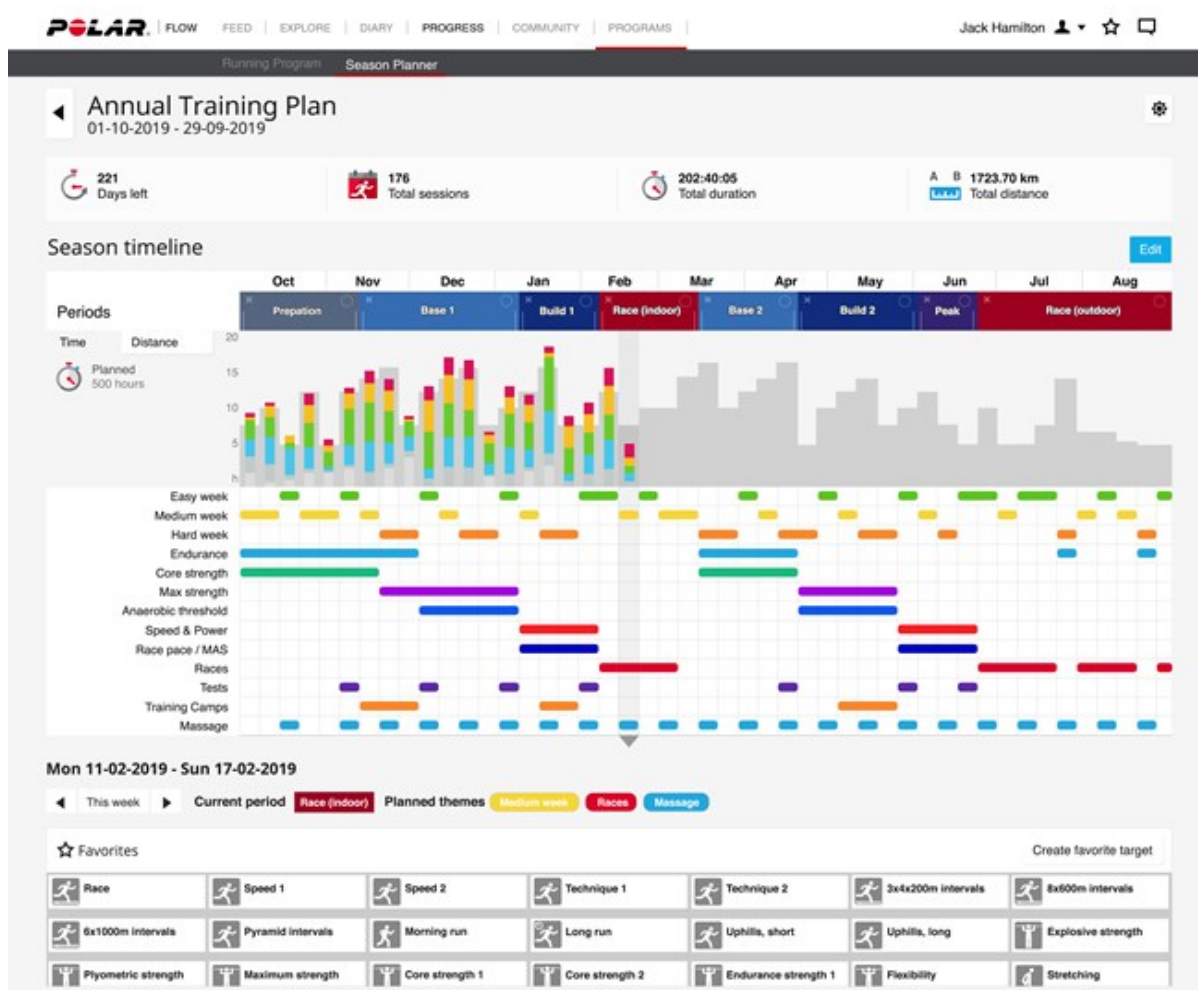 POLAR. FLOW FEED EXPLORE DIARY PROGRESS COMMUNITY PROGRAMS Jack Hamilton
Running Program Season Planner
Annual Training Plan
01-10-2019 - 29-09-2019
221
Days left
176
Total sessions
202:40:05
Total duration
A B 1723.70 km
Total distance
Season timeline Edit
Oct Nov Dec Jan Feb Mar Apr May Jun Jul Aug
Periods Prepation Base 1 Build 1 Race (indoor) Base 2 Build 2 Peak Race (outdoor)
Time Distance
Planned
500 hours
20
15
10
5
h
Easy week
Medium week
Hard week
Endurance
Core strength
Max strength
Anaerobic threshold
Speed & Power
Race pace / MAS
Races
Tests
Training Camps
Massage
Mon 11-02-2019 - Sun 17-02-2019
This week Current period Race (indoor) Planned themes Medium week Races Massage
Favorites Create favorite target
Race Speed 1 Speed 2 Technique 1 Technique 2 3x4x200m intervals 8x600m intervals
6x1000m intervals Pyramid intervals Morning run Long run Uphills, short Uphills, long Explosive strength
Plyometric strength Maximum strength Core strength 1 Core strength 2 Endurance strength 1 Flexibility Stretching